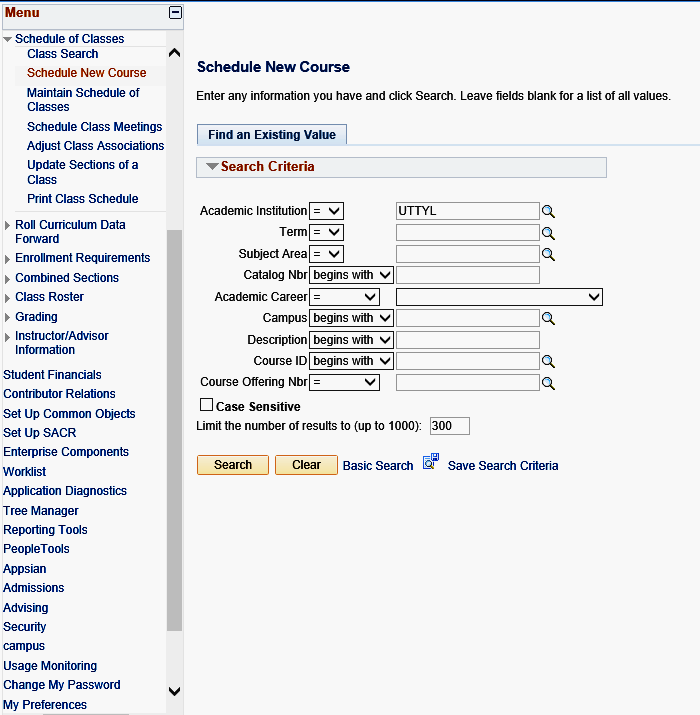 Menu
Schedule of Classes
Class Search
Schedule New Course
Maintain Schedule of
Classes
Schedule Class Meetings
Adjust Class Associations
Update Sections of a
Class
Print Class Schedule
Roll Curriculum Data
Forward
Enrollment Requirements
Combined Sections
Class Roster
Grading
Instructor/Advisor
Information
Student Financials
Contributor Relations
Set Up Common Objects
Set Up SACR
Enterprise Components
Worklist
Application Diagnostics
Tree Manager
Reporting Tools
PeopleTools
Appsian
Admissions
Advising
Security
campus
Usage Monitoring
Change My Password
My Preferences
Schedule New Course
Enter any information you have and click Search. Leave fields blank for a list of all values.
Find an Existing Value
Search Criteria
Academic Institution = UTTYL
Term =
Subject Area =
Catalog Nbr begins with
Academic Career =
Campus begins with
Description begins with
Course ID begins with
Course Offering Nbr =
Case Sensitive
Limit the number of results to (up to 1000): 300
Search Clear Basic Search Save Search Criteria